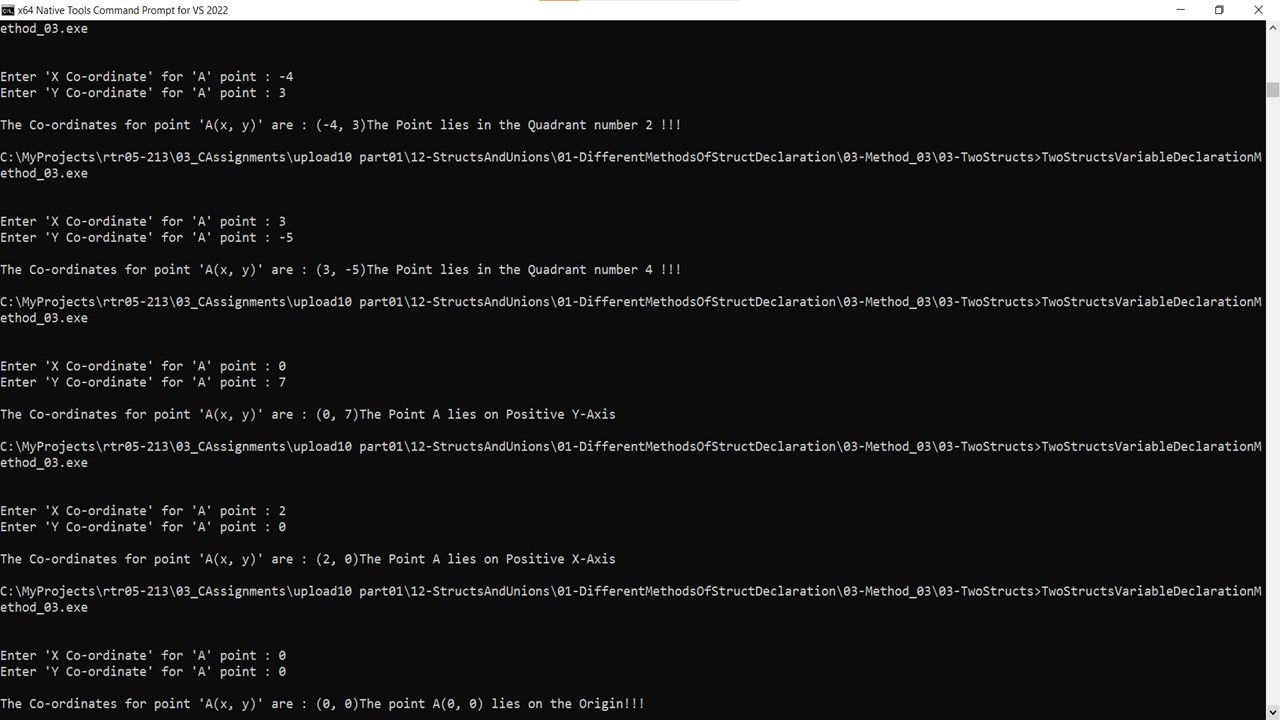 x64 Native Tools Command Prompt for VS 2022
ethod_03.exe
Enter 'X Co-ordinate' for 'A' point : -4
Enter 'Y Co-ordinate' for 'A' point : 3
The Co-ordinates for point 'A(x, y)' are : (-4, 3)The Point lies in the Quadrant number 2 !!!
C:\MyProjects\rtr05-213\03_CAssignments\upload10 part01\12-StructsAndUnions\01-DifferentMethodsOfStructDeclaration\03-Method_03\03-TwoStructs>TwoStructsVariableDeclarationM
ethod_03.exe
Enter 'X Co-ordinate' for 'A' point : 3
Enter 'Y Co-ordinate' for 'A' point : -5
The Co-ordinates for point 'A(x, y)' are : (3, -5)The Point lies in the Quadrant number 4 !!!
C:\MyProjects\rtr05-213\03_CAssignments\upload10 part01\12-StructsAndUnions\01-DifferentMethodsOfStructDeclaration\03-Method_03\03-TwoStructs>TwoStructsVariableDeclarationM
ethod_03.exe
Enter 'X Co-ordinate' for 'A' point : 0
Enter 'Y Co-ordinate' for 'A' point : 7
The Co-ordinates for point 'A(x, y)' are : (0, 7)The Point A lies on Positive Y-Axis
C:\MyProjects\rtr05-213\03_CAssignments\upload10 part01\12-StructsAndUnions\01-DifferentMethodsOfStructDeclaration\03-Method_03\03-TwoStructs>TwoStructsVariableDeclarationM
ethod_03.exe
Enter 'X Co-ordinate' for 'A' point : 2
Enter 'Y Co-ordinate' for 'A' point : 0
The Co-ordinates for point 'A(x, y)' are : (2, 0)The Point A lies on Positive X-Axis
C:\MyProjects\rtr05-213\03_CAssignments\upload10 part01\12-StructsAndUnions\01-DifferentMethodsOfStructDeclaration\03-Method_03\03-TwoStructs>TwoStructsVariableDeclarationM
ethod_03.exe
Enter 'X Co-ordinate' for 'A' point : 0
Enter 'Y Co-ordinate' for 'A' point : 0
The Co-ordinates for point 'A(x, y)' are : (0, 0)The point A(0, 0) lies on the Origin!!!